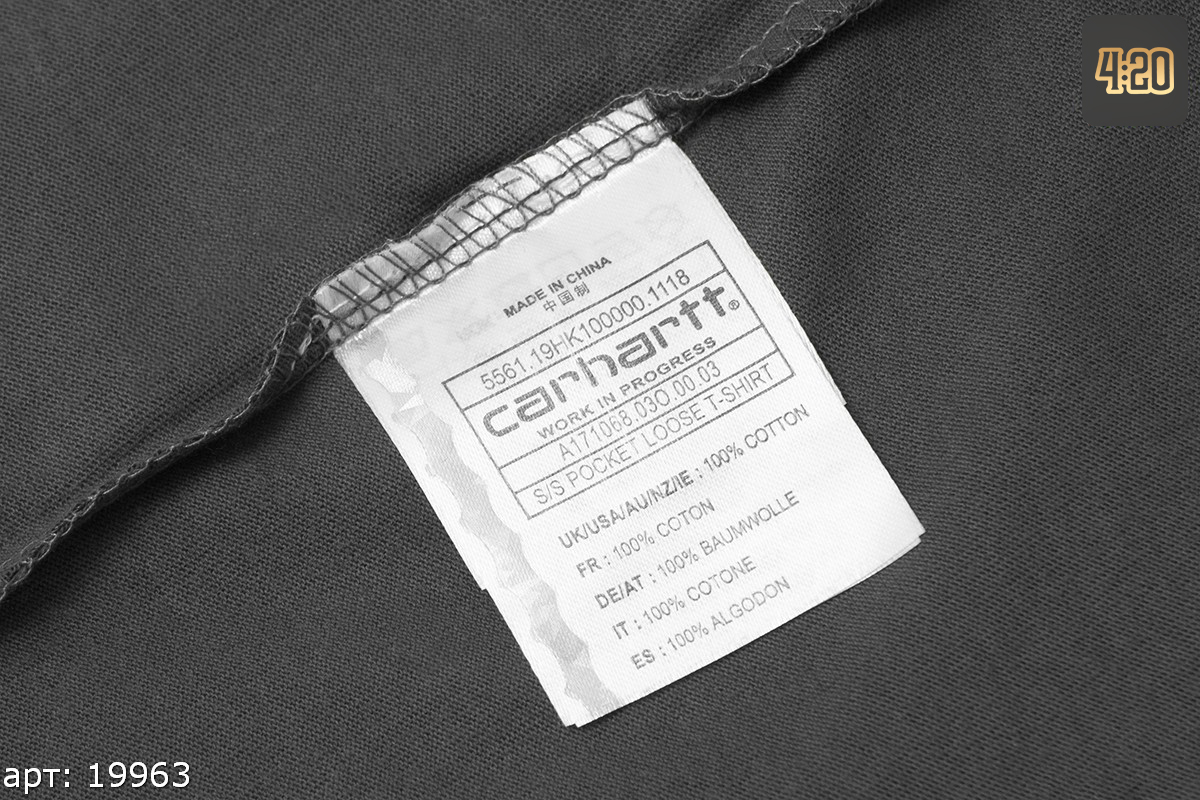 4:20
MADE IN CHINA
中国制
5561.19HK100000.1118
carhartt®
WORK IN PROGRESS
A171068.03O.00.03
S/S POCKET LOOSE T-SHIRT
UK/USA/AU/NZ/IE : 100% COTTON
FR : 100% COTON
DE/AT : 100% BAUMWOLLE
IT : 100% COTONE
ES : 100% ALGODON
арт: 19963